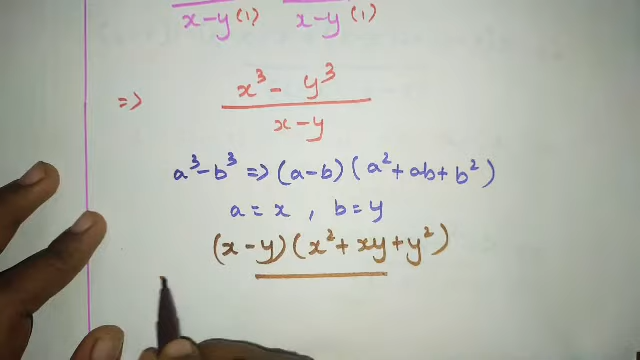 x-y (1) x-y (1)
=> x³ - y³
x-y
a³-b³ => (a-b) (a²+ab+b²)
a = x , b = y
(x-y)(x²+xy+y²)